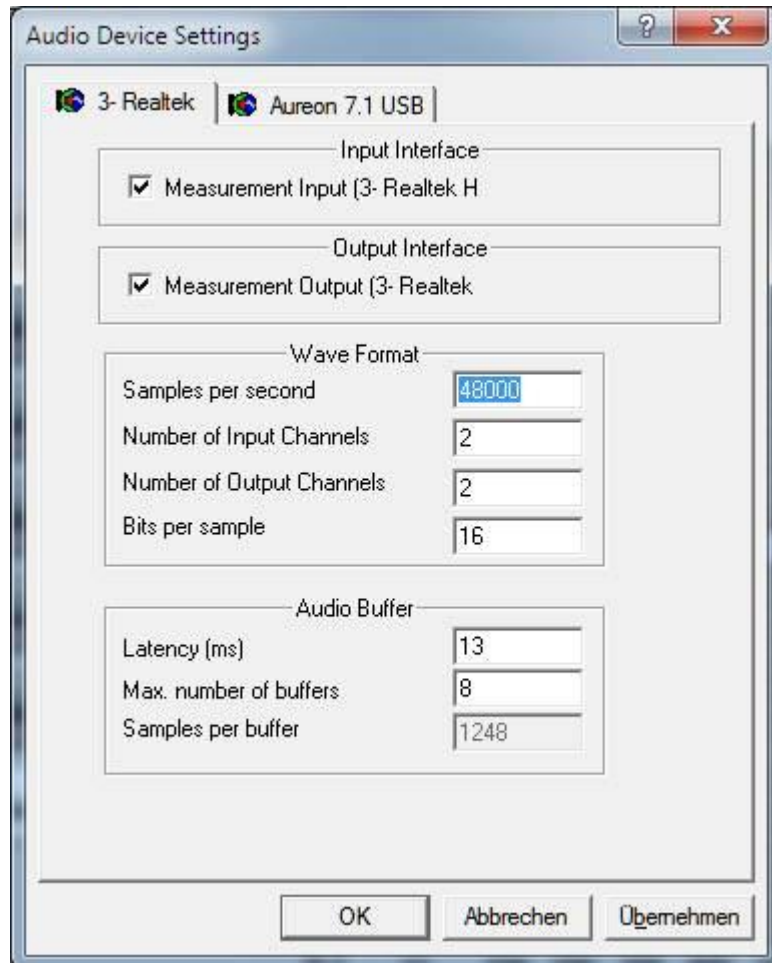 Audio Device Settings
3- Realtek
Aureon 7.1 USB
Input Interface
Measurement Input (3- Realtek H
Output Interface
Measurement Output (3- Realtek
Wave Format
Samples per second 48000
Number of Input Channels 2
Number of Output Channels 2
Bits per sample 16
Audio Buffer
Latency (ms) 13
Max. number of buffers 8
Samples per buffer 1248
OK Abbrechen Übernehmen